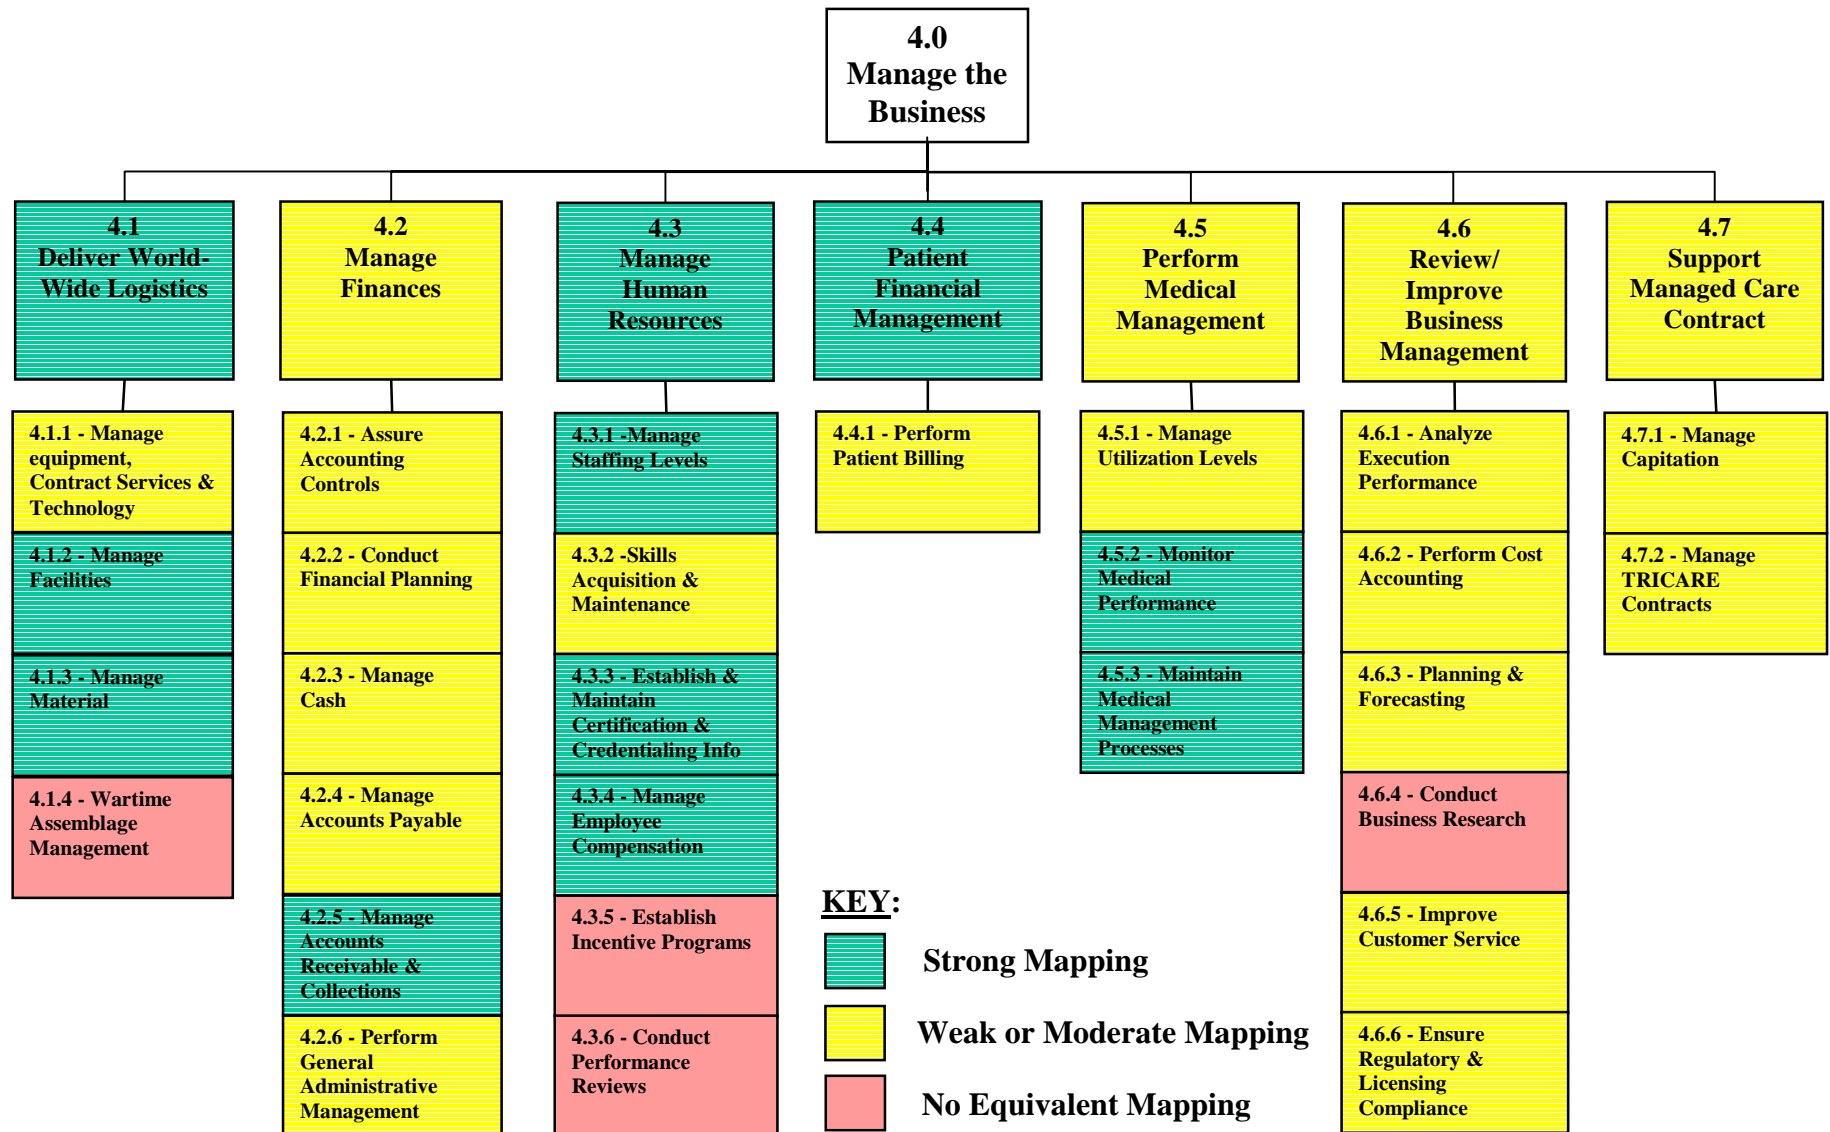 4.0
Manage the
Business
4.1
Deliver World-
Wide Logistics
4.2
Manage
Finances
4.3
Manage
Human
Resources
4.4
Patient
Financial
Management
4.5
Perform
Medical
Management
4.6
Review/
Improve
Business
Management
4.7
Support
Managed Care
Contract
4.1.1 - Manage
equipment,
Contract Services &
Technology
4.1.2 - Manage
Facilities
4.1.3 - Manage
Material
4.1.4 - Wartime
Assemblage
Management
4.2.1 - Assure
Accounting
Controls
4.2.2 - Conduct
Financial Planning
4.2.3 - Manage
Cash
4.2.4 - Manage
Accounts Payable
4.2.5 - Manage
Accounts
Receivable &
Collections
4.2.6 - Perform
General
Administrative
Management
4.3.1 -Manage
Staffing Levels
4.3.2 -Skills
Acquisition &
Maintenance
4.3.3 - Establish &
Maintain
Certification &
Credentialing Info
4.3.4 - Manage
Employee
Compensation
4.3.5 - Establish
Incentive Programs
4.3.6 - Conduct
Performance
Reviews
4.4.1 - Perform
Patient Billing
4.5.1 - Manage
Utilization Levels
4.5.2 - Monitor
Medical
Performance
4.5.3 - Maintain
Medical
Management
Processes
4.6.1 - Analyze
Execution
Performance
4.6.2 - Perform Cost
Accounting
4.6.3 - Planning &
Forecasting
4.6.4 - Conduct
Business Research
4.6.5 - Improve
Customer Service
4.6.6 - Ensure
Regulatory &
Licensing
Compliance
4.7.1 - Manage
Capitation
4.7.2 - Manage
TRICARE
Contracts
KEY:
Strong Mapping
Weak or Moderate Mapping
No Equivalent Mapping